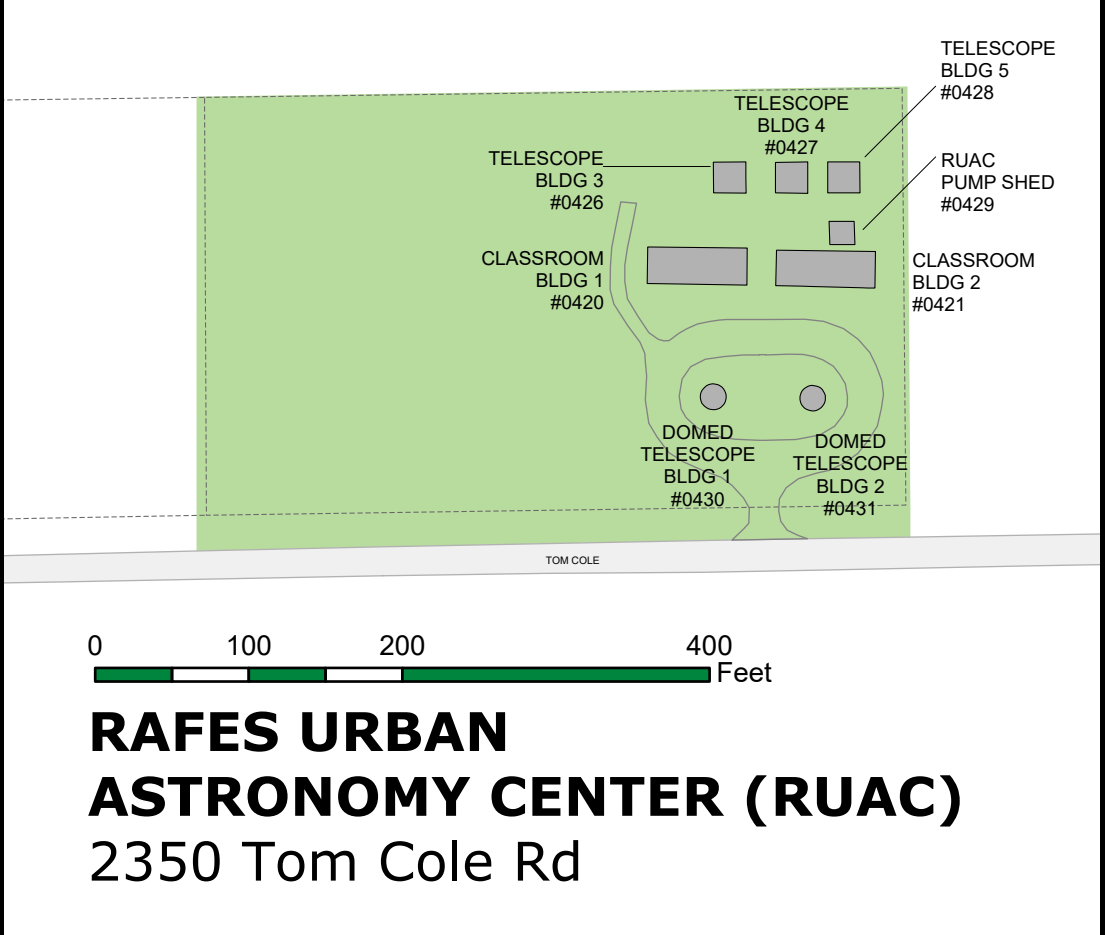 TELESCOPE
BLDG 5
#0428
TELESCOPE
BLDG 4
#0427
TELESCOPE
BLDG 3
#0426
RUAC
PUMP SHED
#0429
CLASSROOM
BLDG 1
#0420
CLASSROOM
BLDG 2
#0421
DOMED
TELESCOPE
BLDG 1
#0430
DOMED
TELESCOPE
BLDG 2
#0431
TOM COLE
0 100 200 400
Feet
RAFES URBAN
ASTRONOMY CENTER (RUAC)
2350 Tom Cole Rd